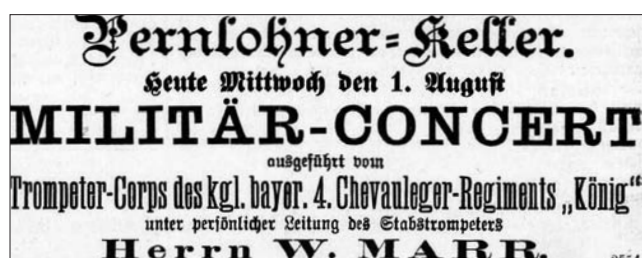 Pernlohner-Keller.
Heute Mittwoch den 1. August
MILITÄR-CONCERT
ausgeführt vom
Trompeter-Corps des kgl. bayer. 4. Chevauleger-Regiments „König“
unter persönlicher Leitung des Stabstrompeters
Herrn W. MARR.